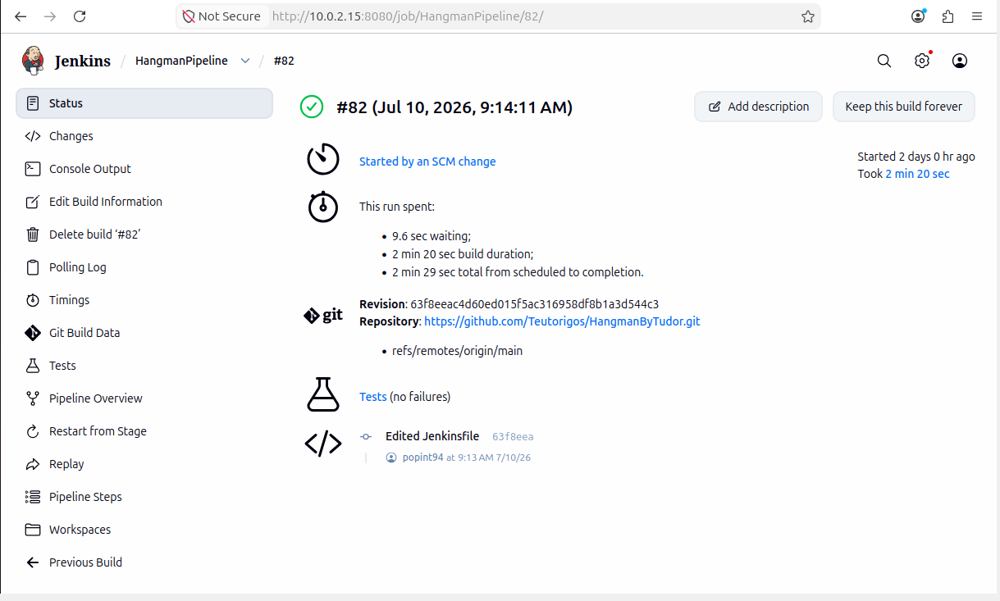 Not Secure http://10.0.2.15:8080/job/HangmanPipeline/82/
Jenkins / HangmanPipeline / #82
Status
Changes
Console Output
Edit Build Information
Delete build ‘#82’
Polling Log
Timings
Git Build Data
Tests
Pipeline Overview
Restart from Stage
Replay
Pipeline Steps
Workspaces
Previous Build
#82 (Jul 10, 2026, 9:14:11 AM)
Add description
Keep this build forever
Started by an SCM change
Started 2 days 0 hr ago
Took 2 min 20 sec
This run spent:
• 9.6 sec waiting;
• 2 min 20 sec build duration;
• 2 min 29 sec total from scheduled to completion.
git
Revision: 63f8eeac4d60ed015f5ac316958df8b1a3d544c3
Repository: https://github.com/Teutorigos/HangmanByTudor.git
• refs/remotes/origin/main
Tests (no failures)
Edited Jenkinsfile 63f8eea
popint94 at 9:13 AM 7/10/26